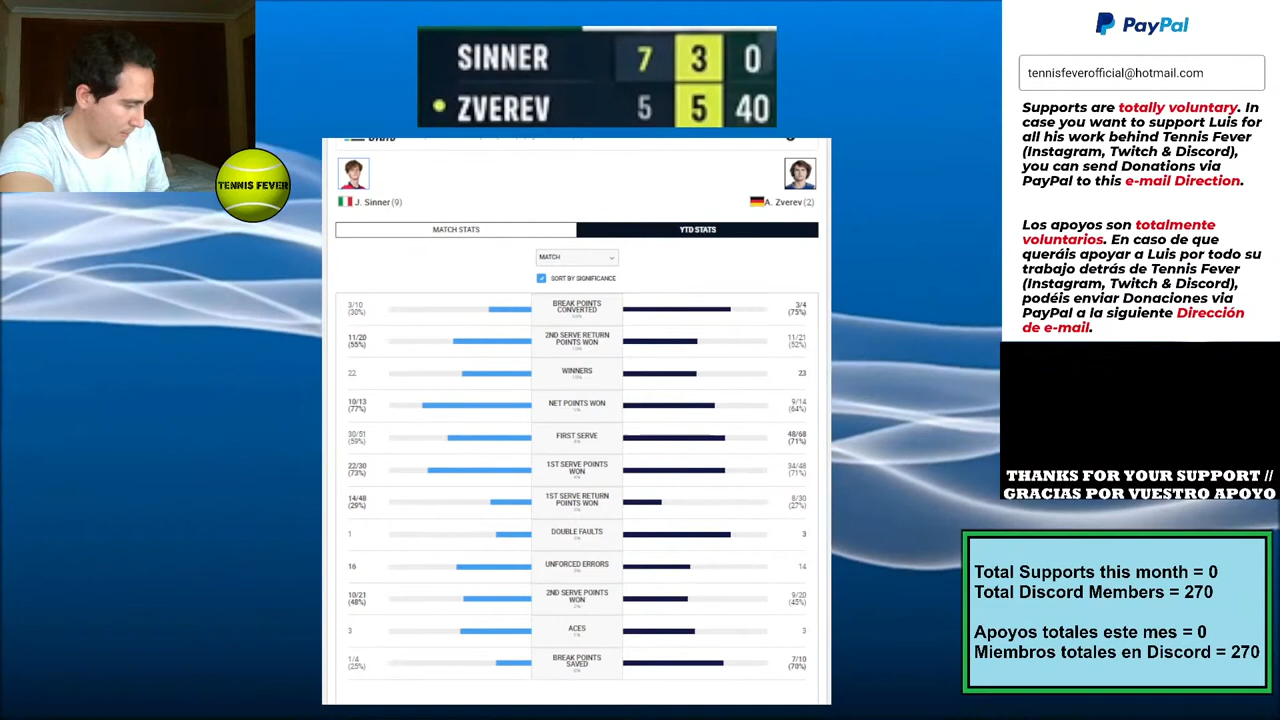 SINNER 7 3 0
ZVEREV 5 5 40
TENNIS FEVER
J. Sinner (9)
A. Zverev (2)
MATCH STATS
YTD STATS
MATCH
SORT BY SIGNIFICANCE
3/10
(30%)
BREAK POINTS
CONVERTED
3/4
(75%)
11/20
(55%)
2ND SERVE RETURN
POINTS WON
11/21
(52%)
22
WINNERS
23
10/13
(77%)
NET POINTS WON
9/14
(64%)
30/51
(59%)
FIRST SERVE
48/68
(71%)
22/30
(73%)
1ST SERVE POINTS
WON
34/48
(71%)
14/48
(29%)
1ST SERVE RETURN
POINTS WON
8/30
(27%)
1
DOUBLE FAULTS
3
16
UNFORCED ERRORS
14
10/21
(48%)
2ND SERVE POINTS
WON
9/20
(45%)
3
ACES
3
1/4
(25%)
BREAK POINTS
SAVED
7/10
(70%)
PayPal
tennisfeverofficial@hotmail.com
Supports are totally voluntary. In
case you want to support Luis for
all his work behind Tennis Fever
(Instagram, Twitch & Discord),
you can send Donations via
PayPal to this e-mail Direction.
Los apoyos son totalmente
voluntarios. En caso de que
queráis apoyar a Luis por todo su
trabajo detrás de Tennis Fever
(Instagram, Twitch & Discord),
podéis enviar Donaciones via
PayPal a la siguiente Dirección
de e-mail.
THANKS FOR YOUR SUPPORT //
GRACIAS POR VUESTRO APOYO
Total Supports this month = 0
Total Discord Members = 270
Apoyos totales este mes = 0
Miembros totales en Discord = 270